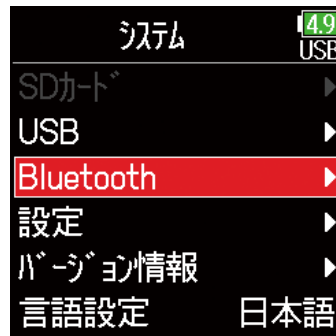 システム
4.9
USB
SDカード
USB
Bluetooth
設定
バージョン情報
言語設定 日本語